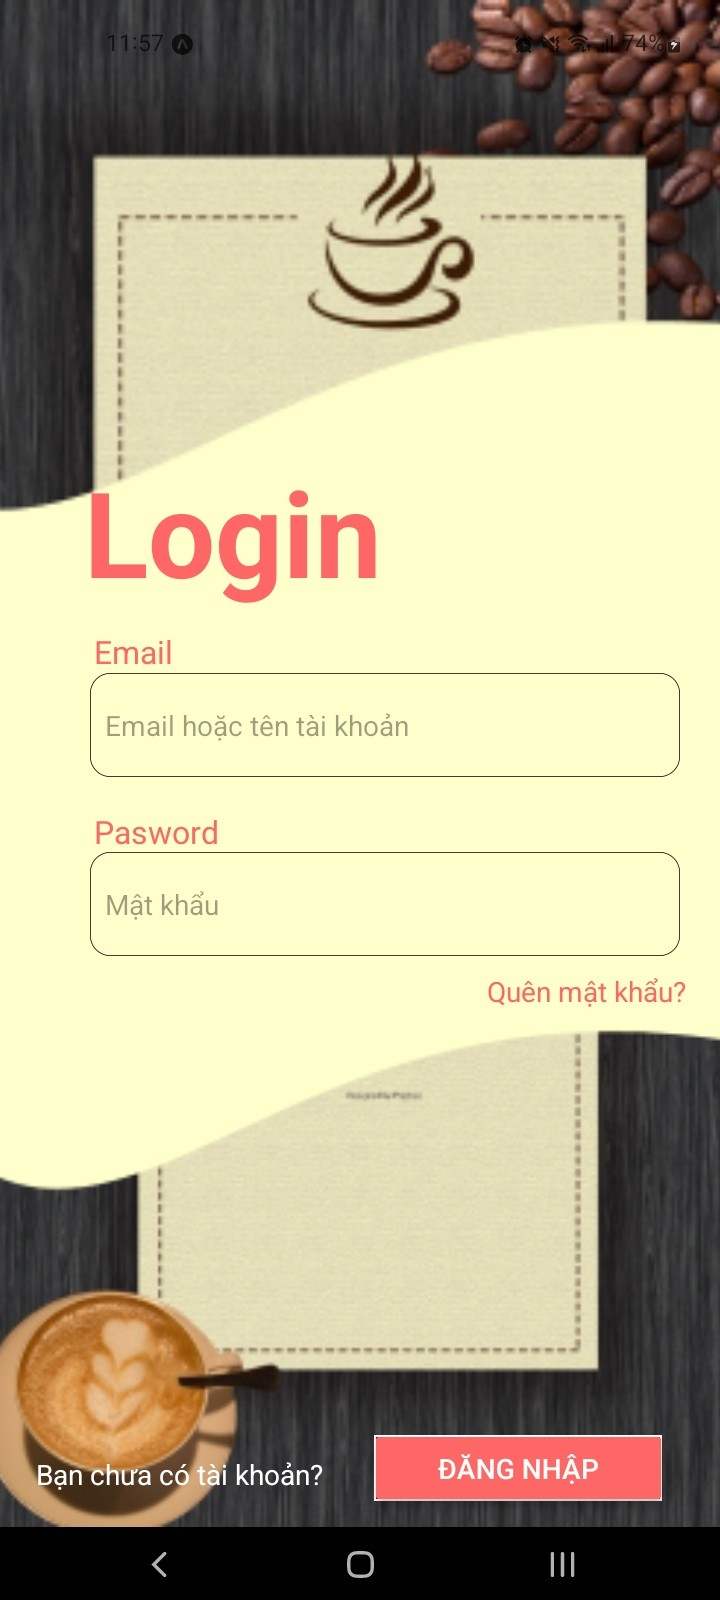 11:57
74%
Login
Email
Email hoặc tên tài khoản
Pasword
Mật khẩu
Quên mật khẩu?
Bạn chưa có tài khoản?
ĐĂNG NHẬP